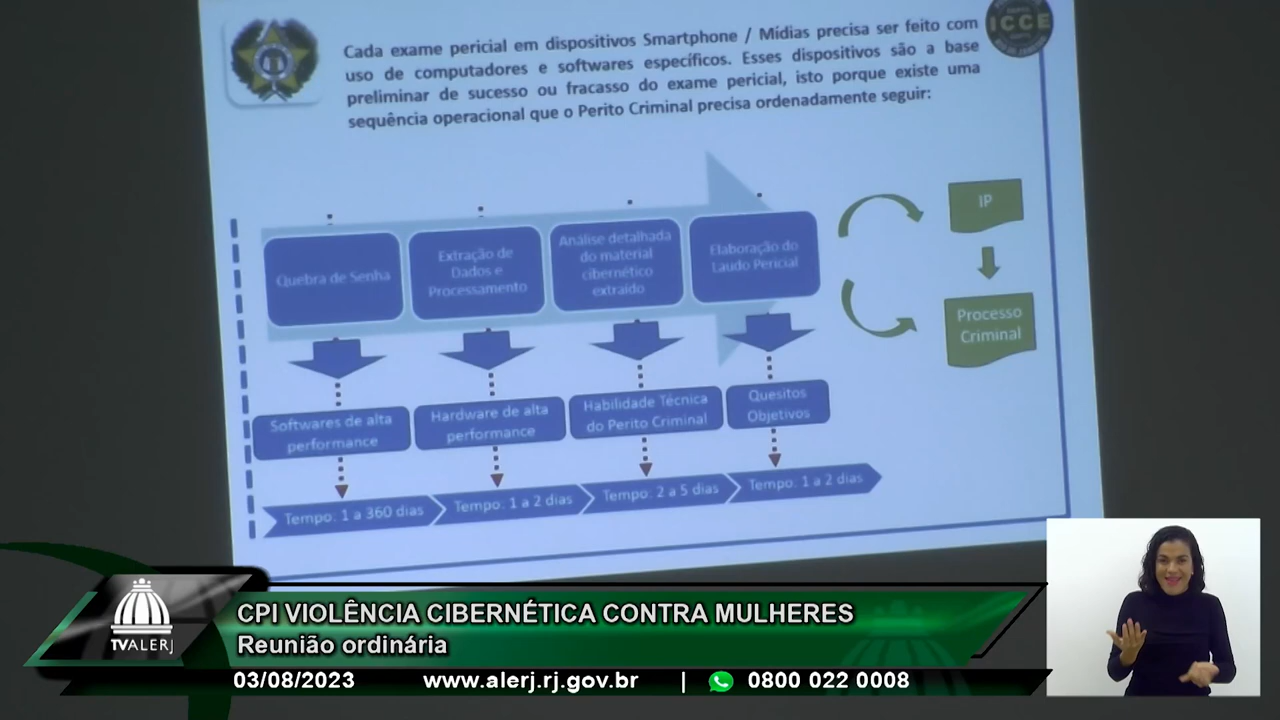 ICCE
Cada exame pericial em dispositivos Smartphone / Mídias precisa ser feito com
uso de computadores e softwares específicos. Esses dispositivos são a base
preliminar de sucesso ou fracasso do exame pericial, isto porque existe uma
sequência operacional que o Perito Criminal precisa ordenadamente seguir:
Quebra de Senha
Extração de
Dados e
Processamento
Análise detalhada
do material
cibernético
extraído
Elaboração do
Laudo Pericial
IP
Processo
Criminal
Softwares de alta
performance
Hardware de alta
performance
Habilidade Técnica
do Perito Criminal
Quesitos
Objetivos
Tempo: 1 a 360 dias
Tempo: 1 a 2 dias
Tempo: 2 a 5 dias
Tempo: 1 a 2 dias
TVALERJ
CPI VIOLÊNCIA CIBERNÉTICA CONTRA MULHERES
Reunião ordinária
03/08/2023 www.alerj.rj.gov.br | 0800 022 0008